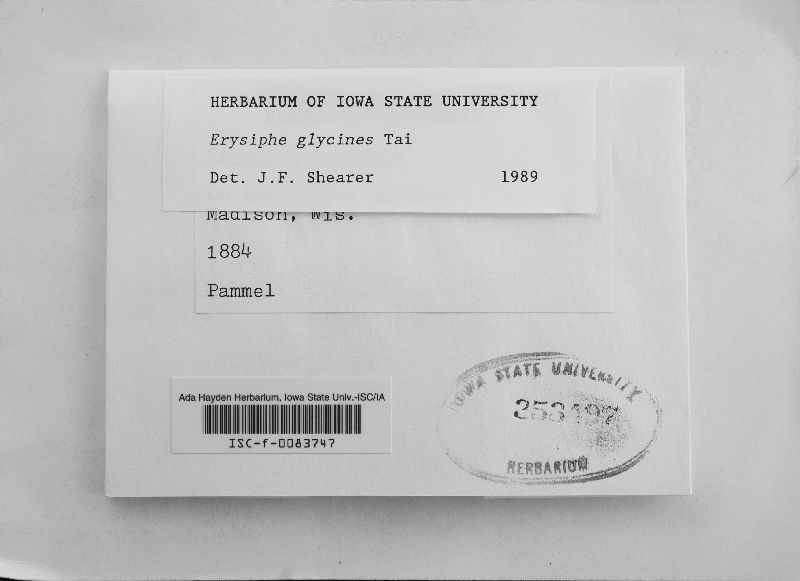 HERBARIUM OF IOWA STATE UNIVERSITY
Erysiphe glycines Tai
Det. J.F. Shearer 1989
Madison, Wis.
1884
Pammel
Ada Hayden Herbarium, Iowa State Univ.-ISC/IA
ISC-f-0083747
IOWA STATE UNIVERSITY
353497
HERBARIUM